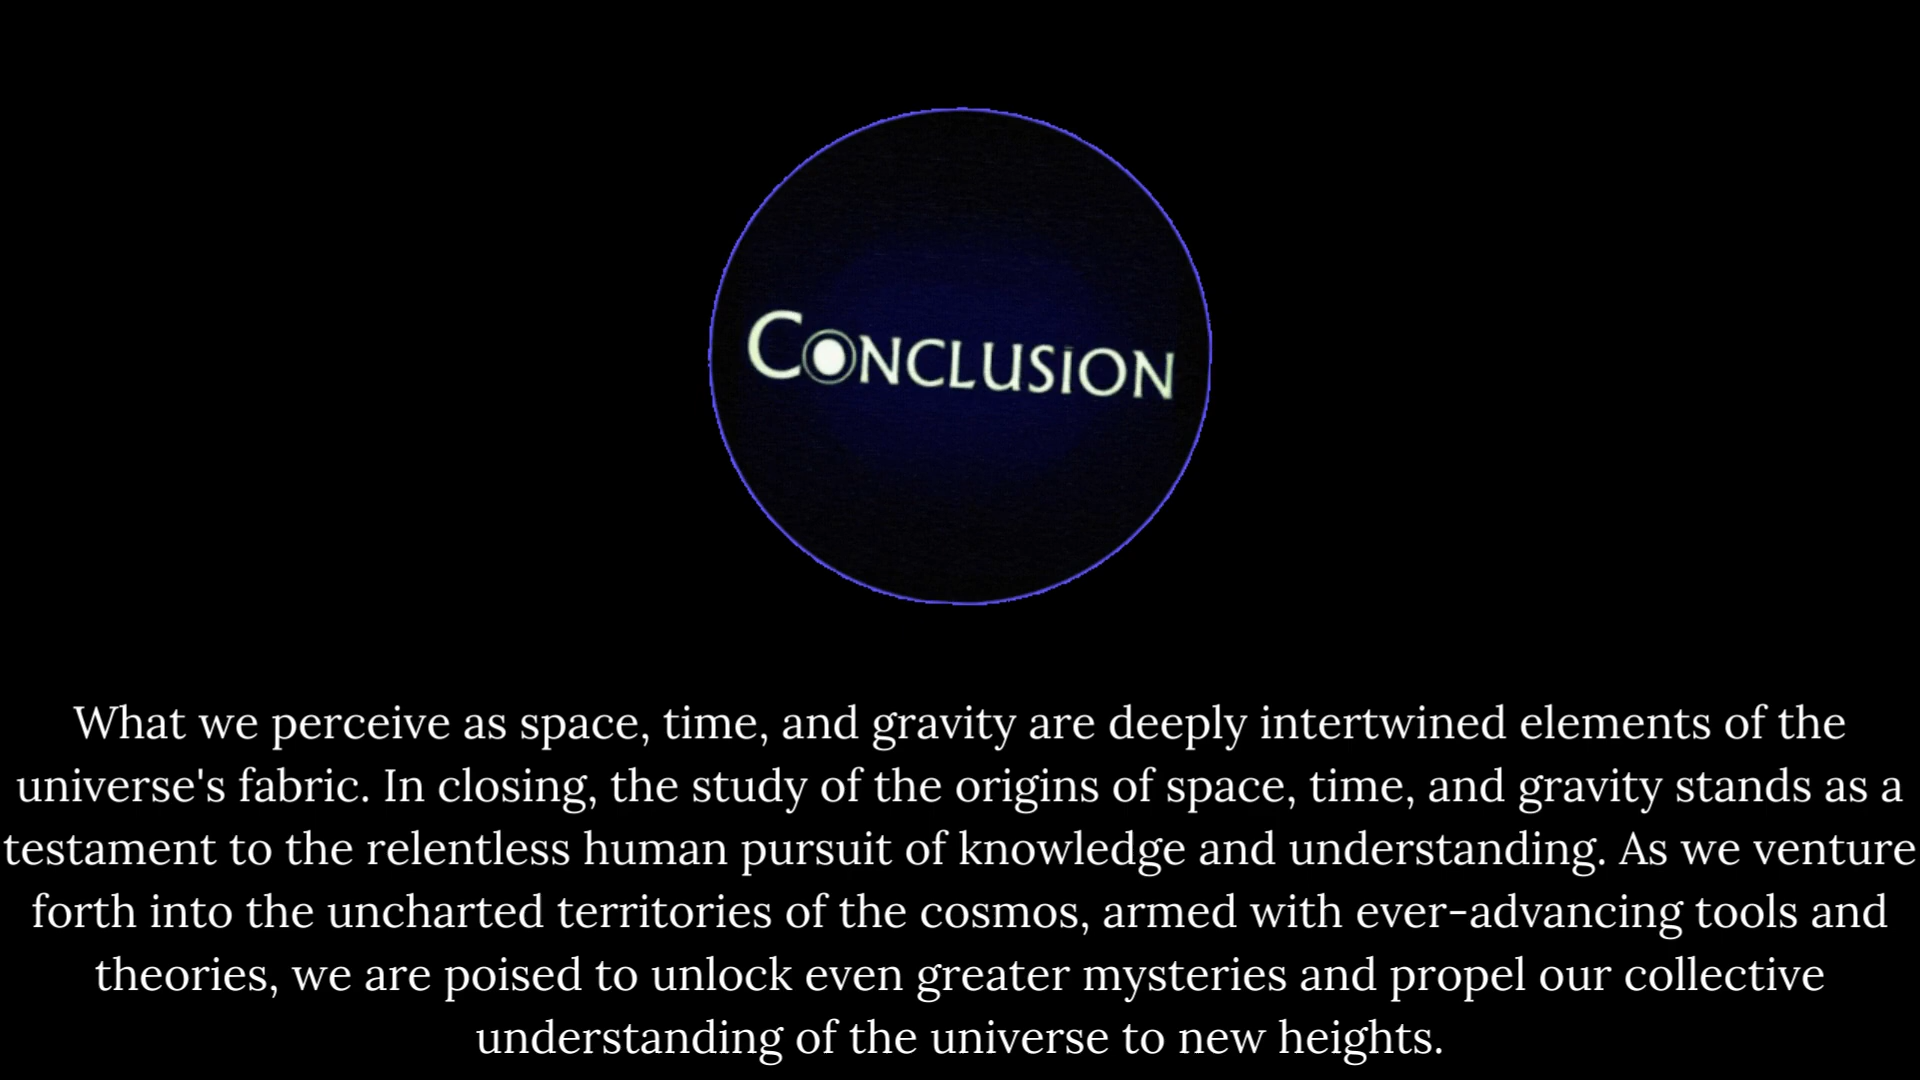 CONCLUSION
What we perceive as space, time, and gravity are deeply intertwined elements of the
universe's fabric. In closing, the study of the origins of space, time, and gravity stands as a
testament to the relentless human pursuit of knowledge and understanding. As we venture
forth into the uncharted territories of the cosmos, armed with ever-advancing tools and
theories, we are poised to unlock even greater mysteries and propel our collective
understanding of the universe to new heights.